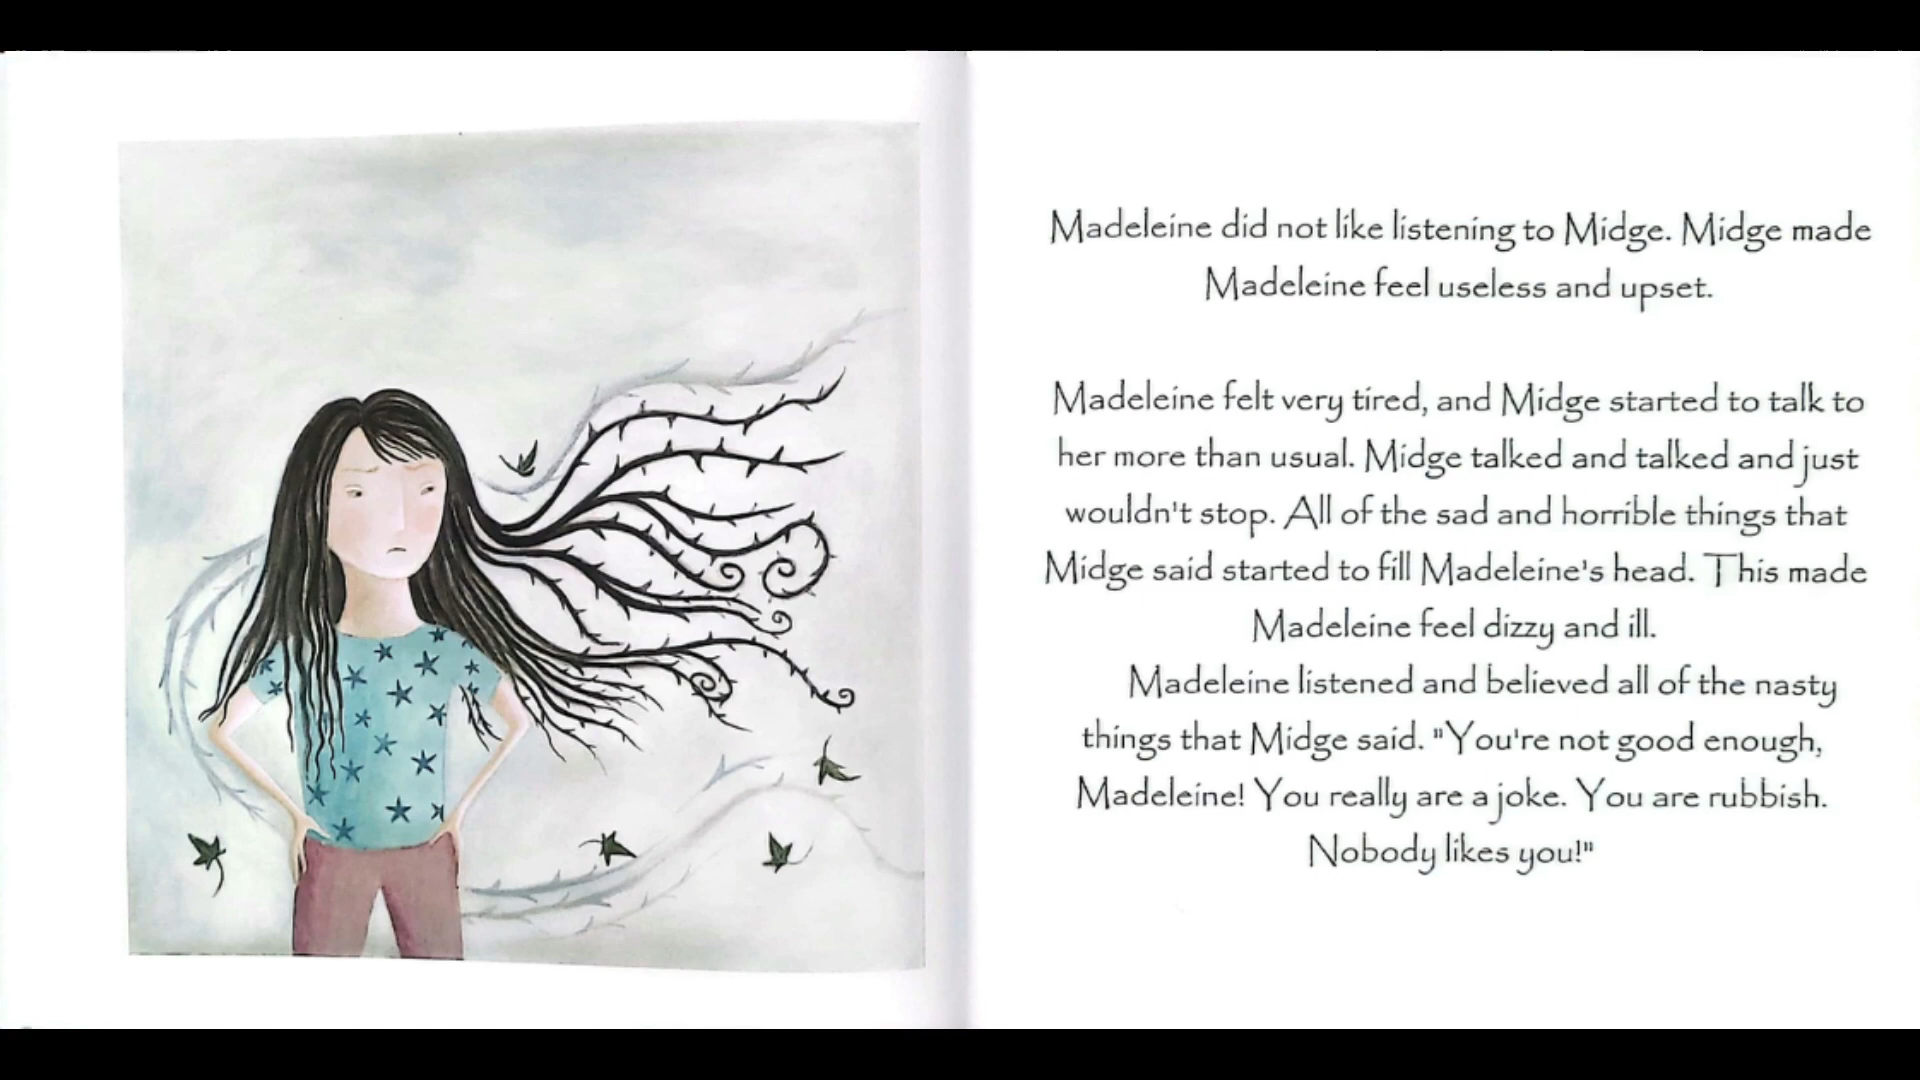 Madeleine did not like listening to Midge. Midge made
Madeleine feel useless and upset.
Madeleine felt very tired, and Midge started to talk to
her more than usual. Midge talked and talked and just
wouldn't stop. All of the sad and horrible things that
Midge said started to fill Madeleine's head. This made
Madeleine feel dizzy and ill.
Madeleine listened and believed all of the nasty
things that Midge said. "You're not good enough,
Madeleine! You really are a joke. You are rubbish.
Nobody likes you!"